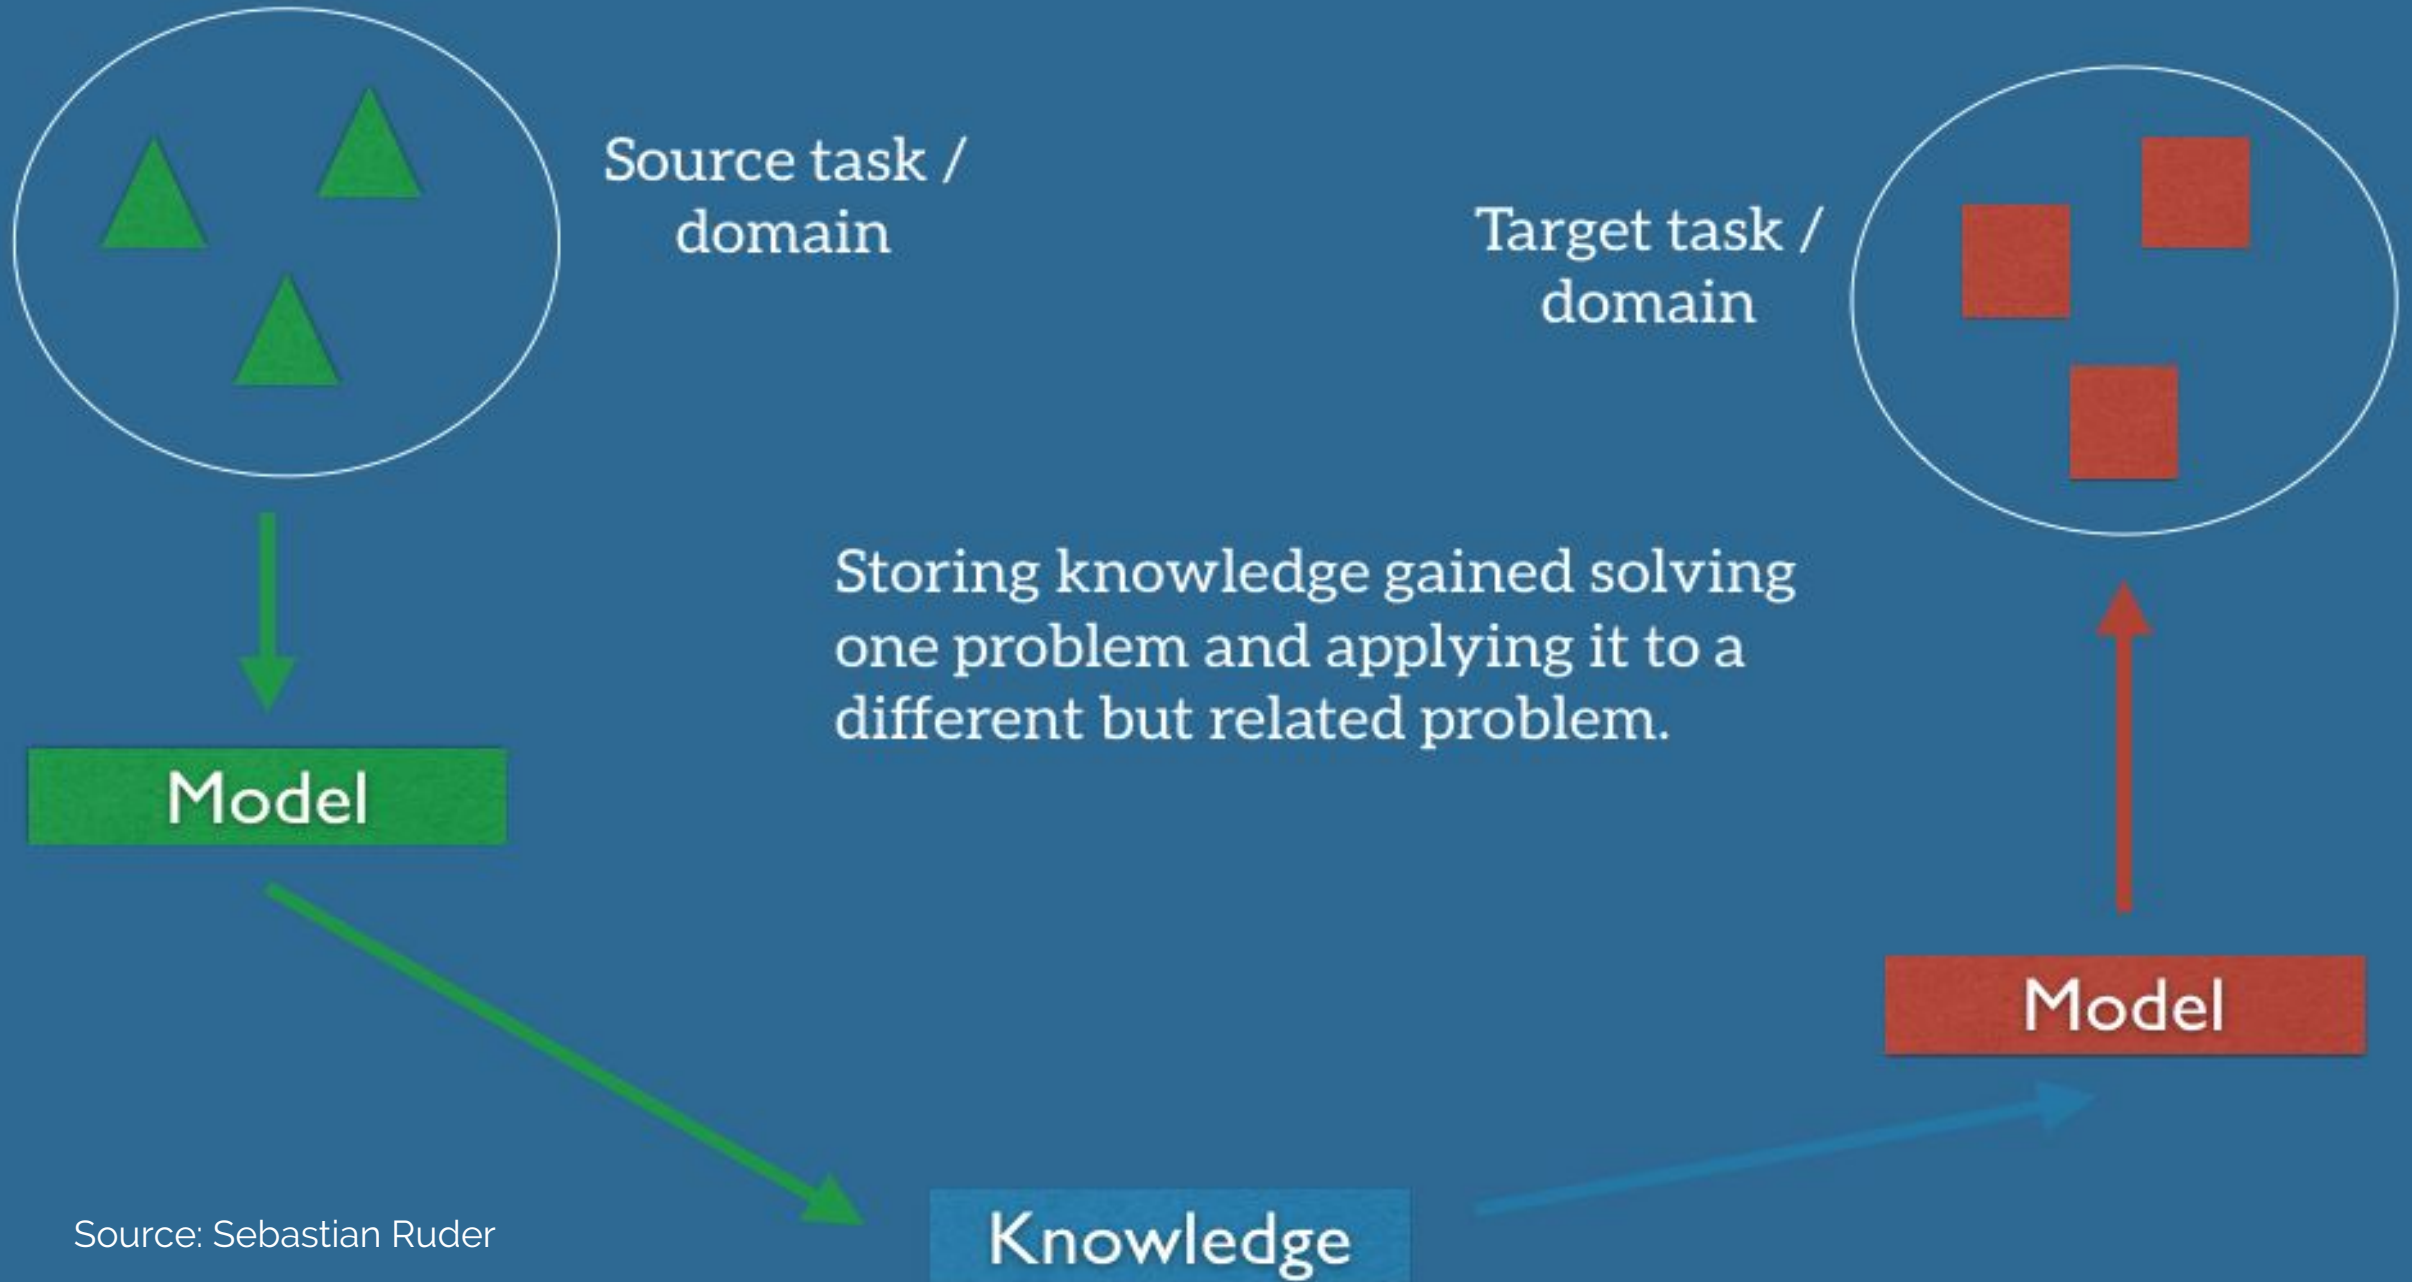 Source task /
domain
Target task /
domain
Storing knowledge gained solving
one problem and applying it to a
different but related problem.
Model
Model
Knowledge
Source: Sebastian Ruder